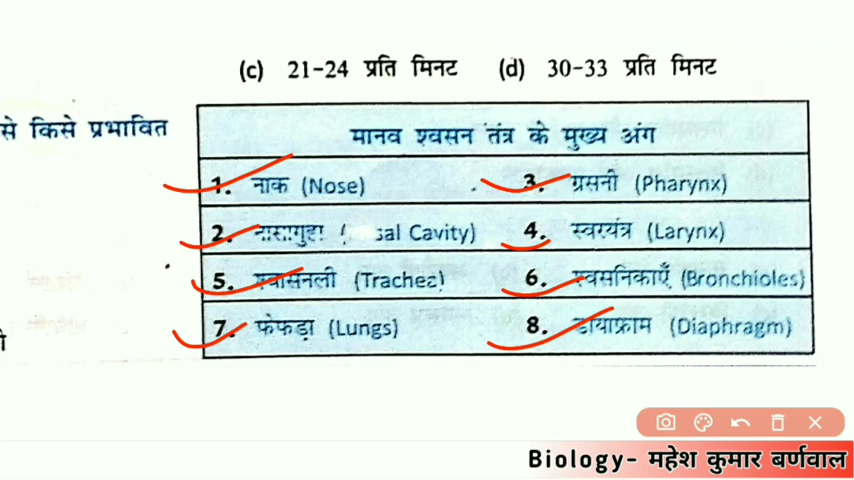 (c) 21-24 प्रति मिनट (d) 30-33 प्रति मिनट
से किसे प्रभावित
मानव श्वसन तंत्र के मुख्य अंग
1. नाक (Nose) 3. ग्रसनी (Pharynx)
2. नासागुहा Cavity) 4. स्वरयंत्र (Larynx)
5. श्वासनली (Trachea) 6. श्वसनिकाएँ (Bronchioles)
7. फेफड़ा (Lungs) 8. डायाफ्राम (Diaphragm)
Biology- महेश कुमार बर्णवाल